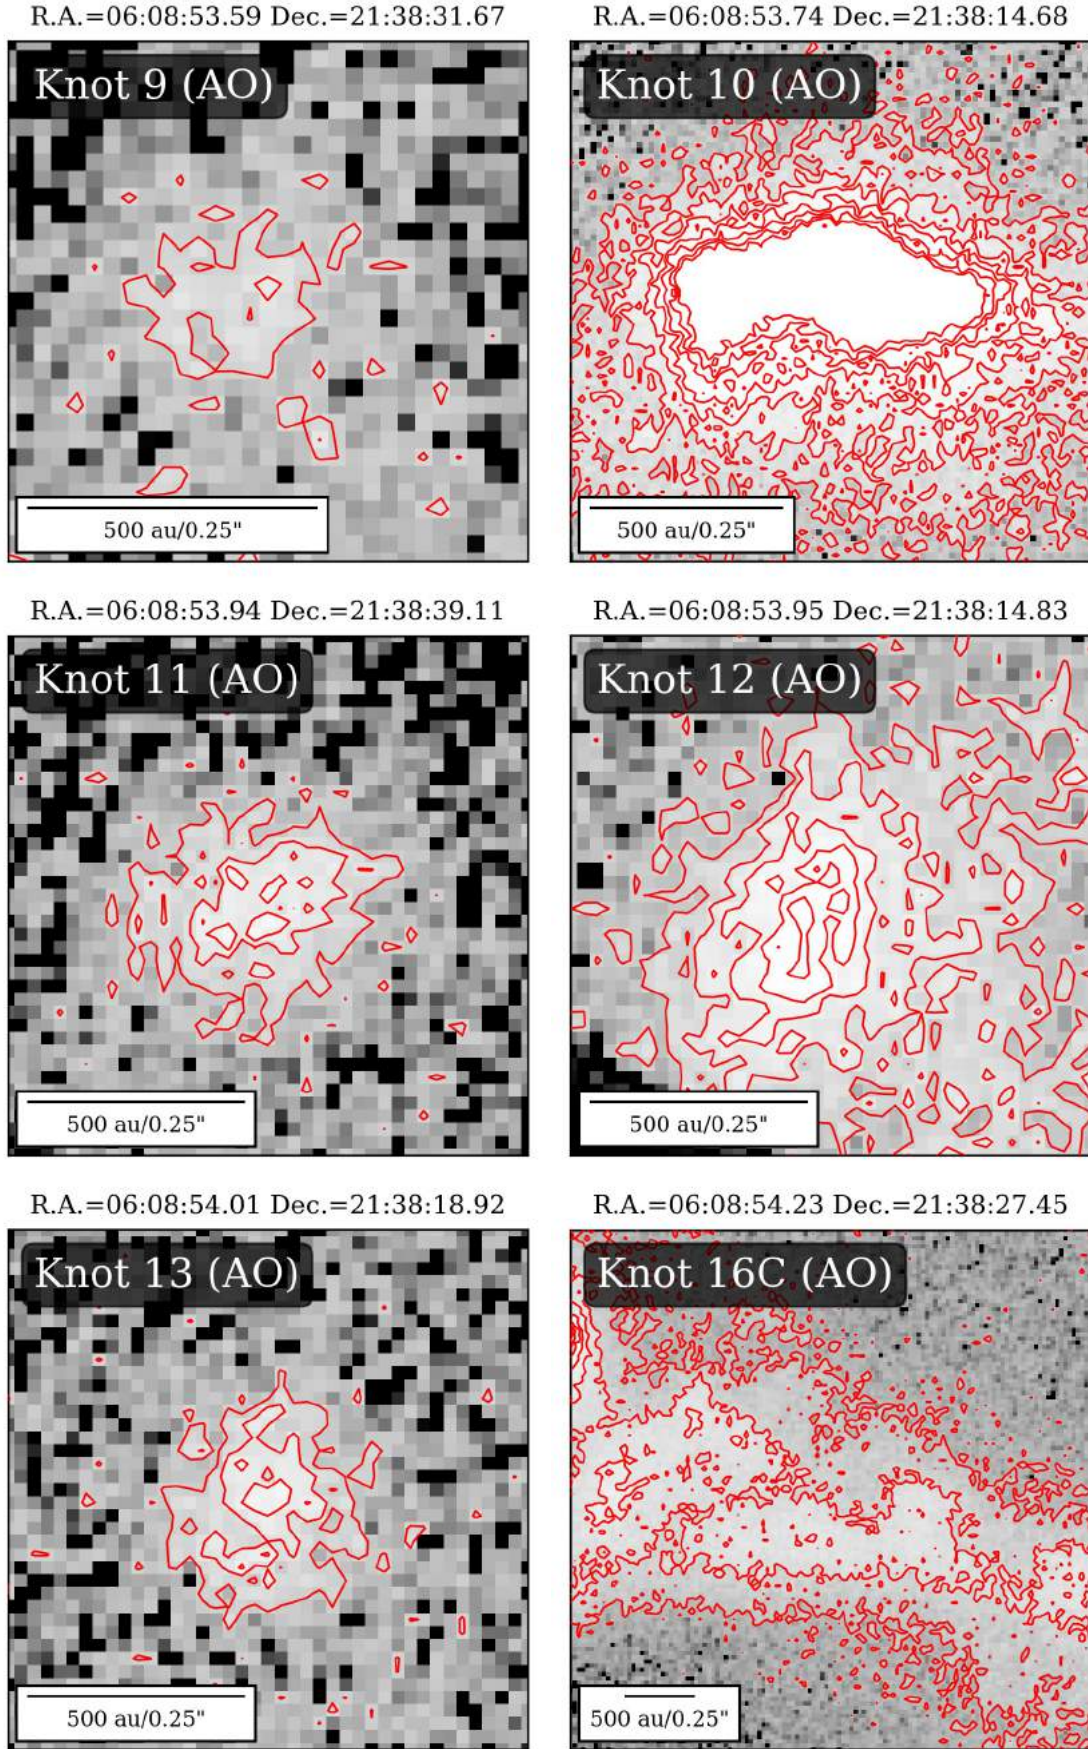 R.A.=06:08:53.59 Dec.=21:38:31.67
Knot 9 (AO)
500 au/0.25"
R.A.=06:08:53.74 Dec.=21:38:14.68
Knot 10 (AO)
500 au/0.25"
R.A.=06:08:53.94 Dec.=21:38:39.11
Knot 11 (AO)
500 au/0.25"
R.A.=06:08:53.95 Dec.=21:38:14.83
Knot 12 (AO)
500 au/0.25"
R.A.=06:08:54.01 Dec.=21:38:18.92
Knot 13 (AO)
500 au/0.25"
R.A.=06:08:54.23 Dec.=21:38:27.45
Knot 16C (AO)
500 au/0.25"